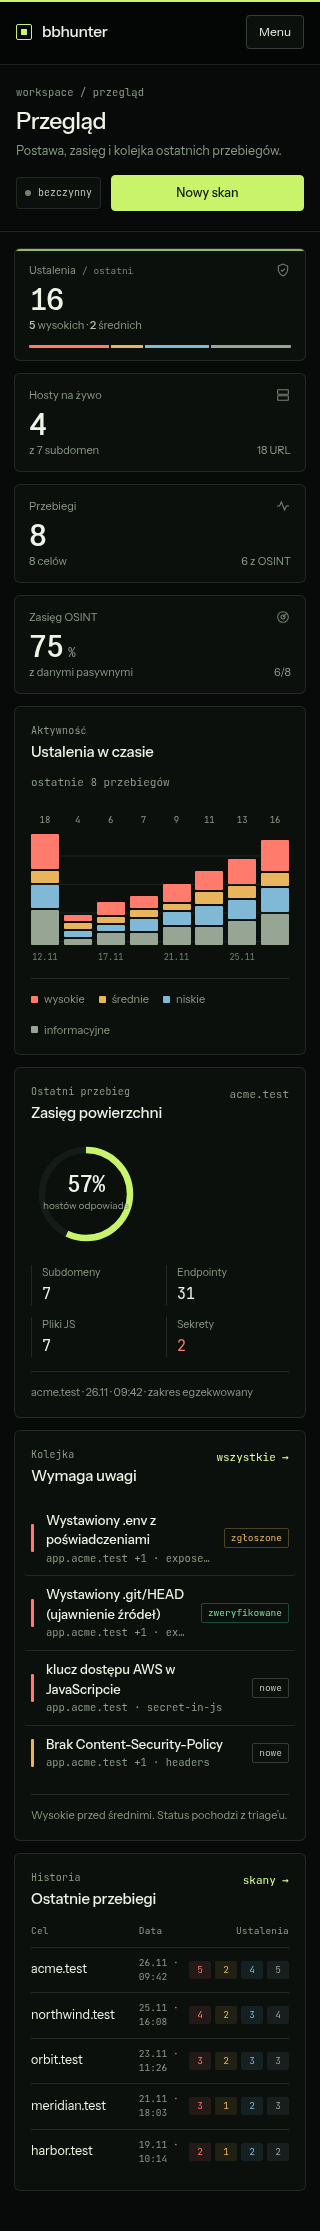 bbhunter
Menu
workspace / przegląd
Przegląd
Postawa, zasięg i kolejka ostatnich przebiegów.
bezczynny
Nowy skan
Ustalenia / ostatni
16
5 wysokich · 2 średnich
Hosty na żywo
4
z 7 subdomen
18 URL
Przebiegi
8
8 celów
6 z OSINT
Zasięg OSINT
75 %
z danymi pasywnymi
6/8
Aktywność
Ustalenia w czasie
ostatnie 8 przebiegów
18 4 6 7 9 11 13 16
12.11 17.11 21.11 25.11
wysokie średnie niskie
informacyjne
Ostatni przebieg
acme.test
Zasięg powierzchni
57%
hostów odpowiada
Subdomeny
7
Endpointy
31
Pliki JS
7
Sekrety
2
acme.test · 26.11 · 09:42 · zakres egzekwowany
Kolejka
wszystkie →
Wymaga uwagi
Wystawiony .env z
poświadczeniami
app.acme.test +1 · expose…
zgłoszone
Wystawiony .git/HEAD
(ujawnienie źródeł)
app.acme.test +1 · ex…
zweryfikowane
klucz dostępu AWS w
JavaScripcie
app.acme.test · secret-in-js
nowe
Brak Content-Security-Policy
app.acme.test +1 · headers
nowe
Wysokie przed średnimi. Status pochodzi z triage'u.
Historia
skany →
Ostatnie przebiegi
Cel Data Ustalenia
acme.test 26.11 · 09:42 5 2 4 5
northwind.test 25.11 · 16:08 4 2 3 4
orbit.test 23.11 · 11:26 3 2 3 3
meridian.test 21.11 · 18:03 3 1 2 3
harbor.test 19.11 · 10:14 2 1 2 2